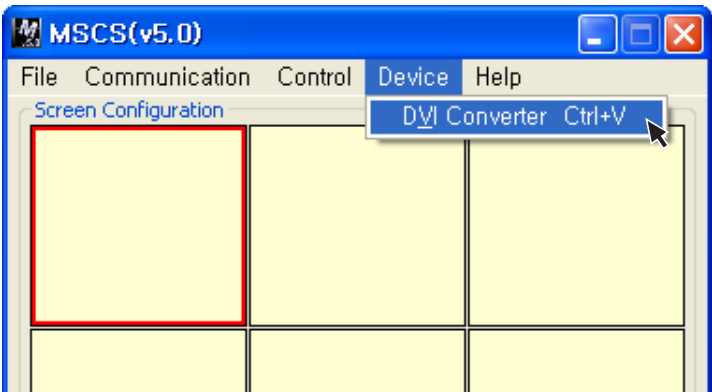 MSCS(v5.0)
File Communication Control Device Help
Screen Configuration
DVI Converter Ctrl+V